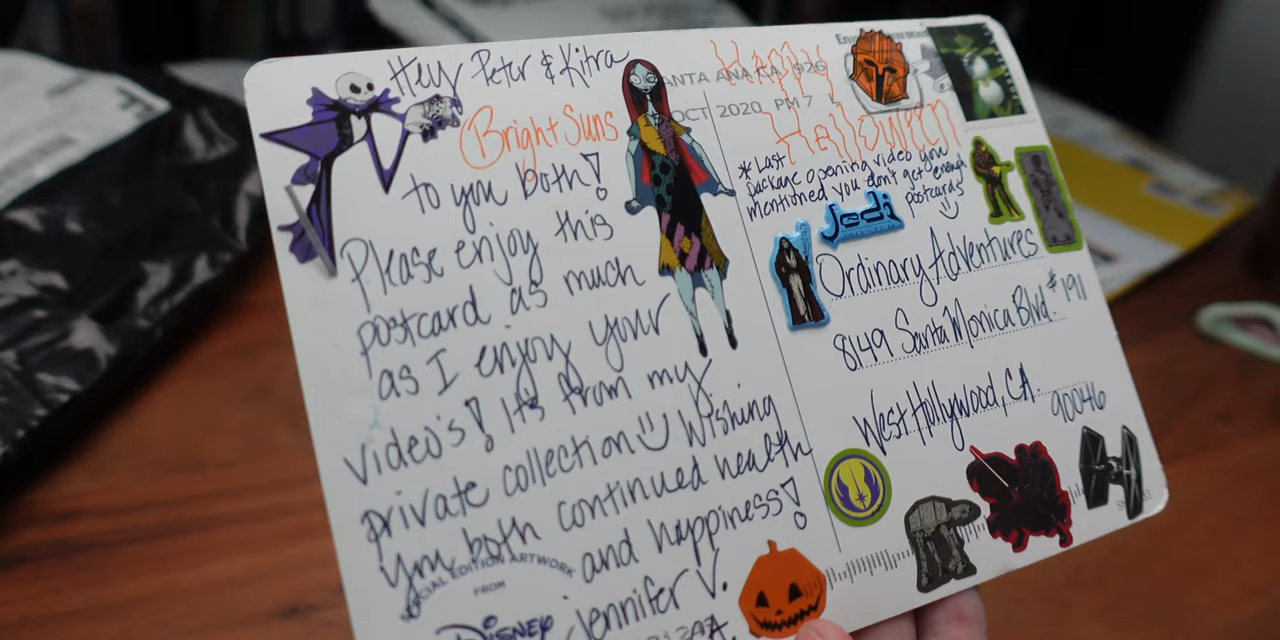 Hey Peter & Kitra
Bright Suns
to you both!
Please enjoy this
postcard as much
as I enjoy your
video's! It's from my
private collection Wishing
you both continued health
and happiness!
Jennifer V.
SPECIAL EDITION ARTWORK
FROM
DISNEY
Happy
Halloween
SANTA ANA CA 926
OCT 2020 PM 7
*Last
package opening video you
mentioned you don't get enough
postcards
Jedi
Ordinary Adventures
8149 Santa Monica Blvd. #191
West Hollywood, CA.
90046